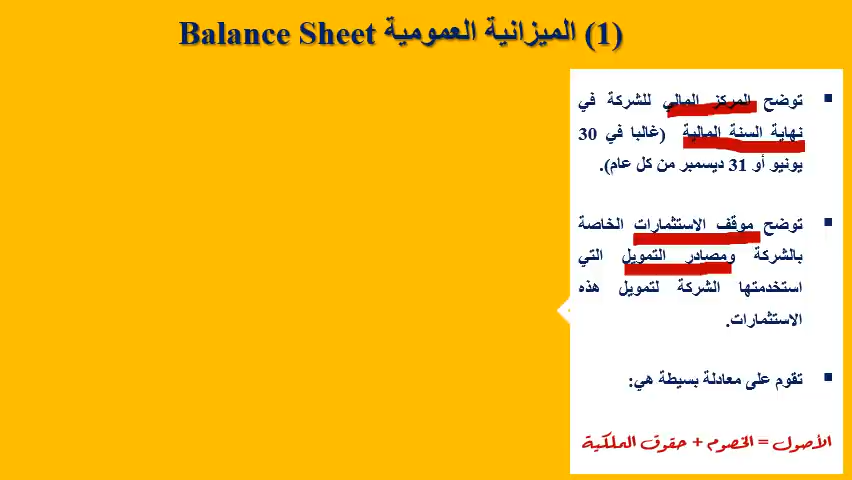 (1) الميزانية العمومية Balance Sheet
▪ توضح المركز المالي للشركة في
نهاية السنة المالية (غالبا في 30
يونيو أو 31 ديسمبر من كل عام).
▪ توضح موقف الاستثمارات الخاصة
بالشركة ومصادر التمويل التي
استخدمتها الشركة لتمويل هذه
الاستثمارات.
▪ تقوم على معادلة بسيطة هي:
الأصول = الخصوم + حقوق الملكية